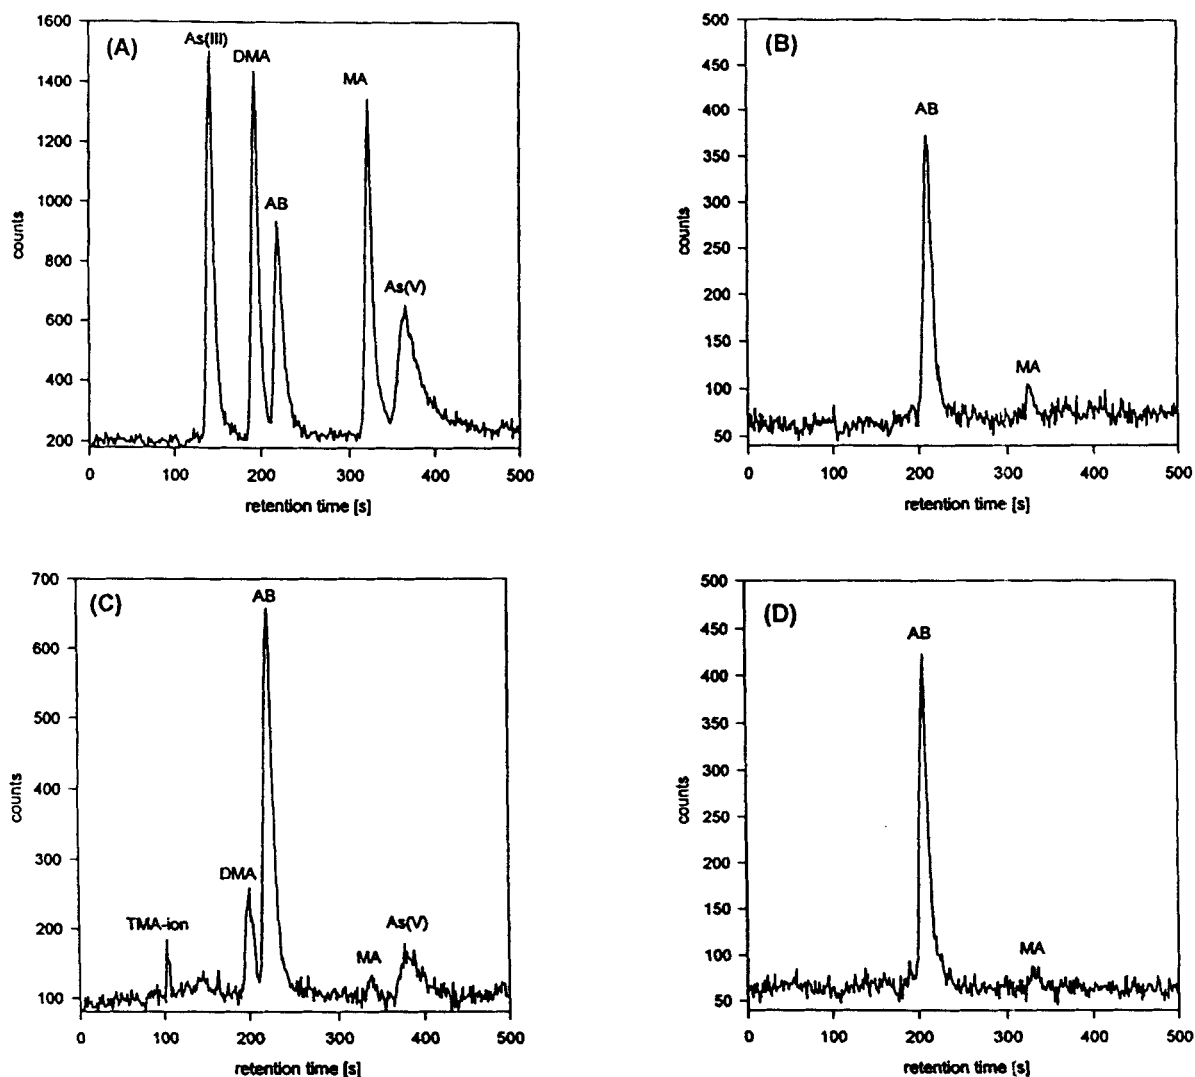 (A)
As(III)
DMA
AB
MA
As(V)
1600
1400
1200
1000
800
600
400
200
counts
0 100 200 300 400 500
retention time [s]
(B)
AB
MA
500
450
400
350
300
250
200
150
100
50
counts
0 100 200 300 400 500
retention time [s]
(C)
AB
DMA
TMA-ion
MA
As(V)
700
600
500
400
300
200
100
counts
0 100 200 300 400 500
retention time [s]
(D)
AB
MA
500
450
400
350
300
250
200
150
100
50
counts
0 100 200 300 400 500
retention time [s]